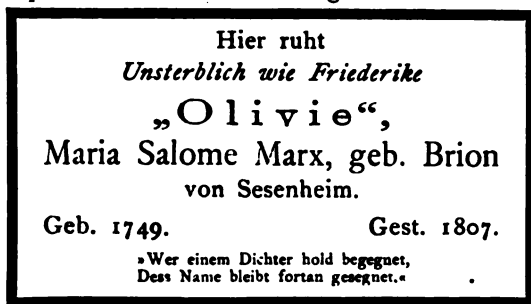 Hier ruht
Unsterblich wie Friederike
„Olivie“,
Maria Salome Marx, geb. Brion
von Sesenheim.
Geb. 1749. Gest. 1807.
»Wer einem Dichter hold begegnet,
Dess Name bleibt fortan gesegnet.«